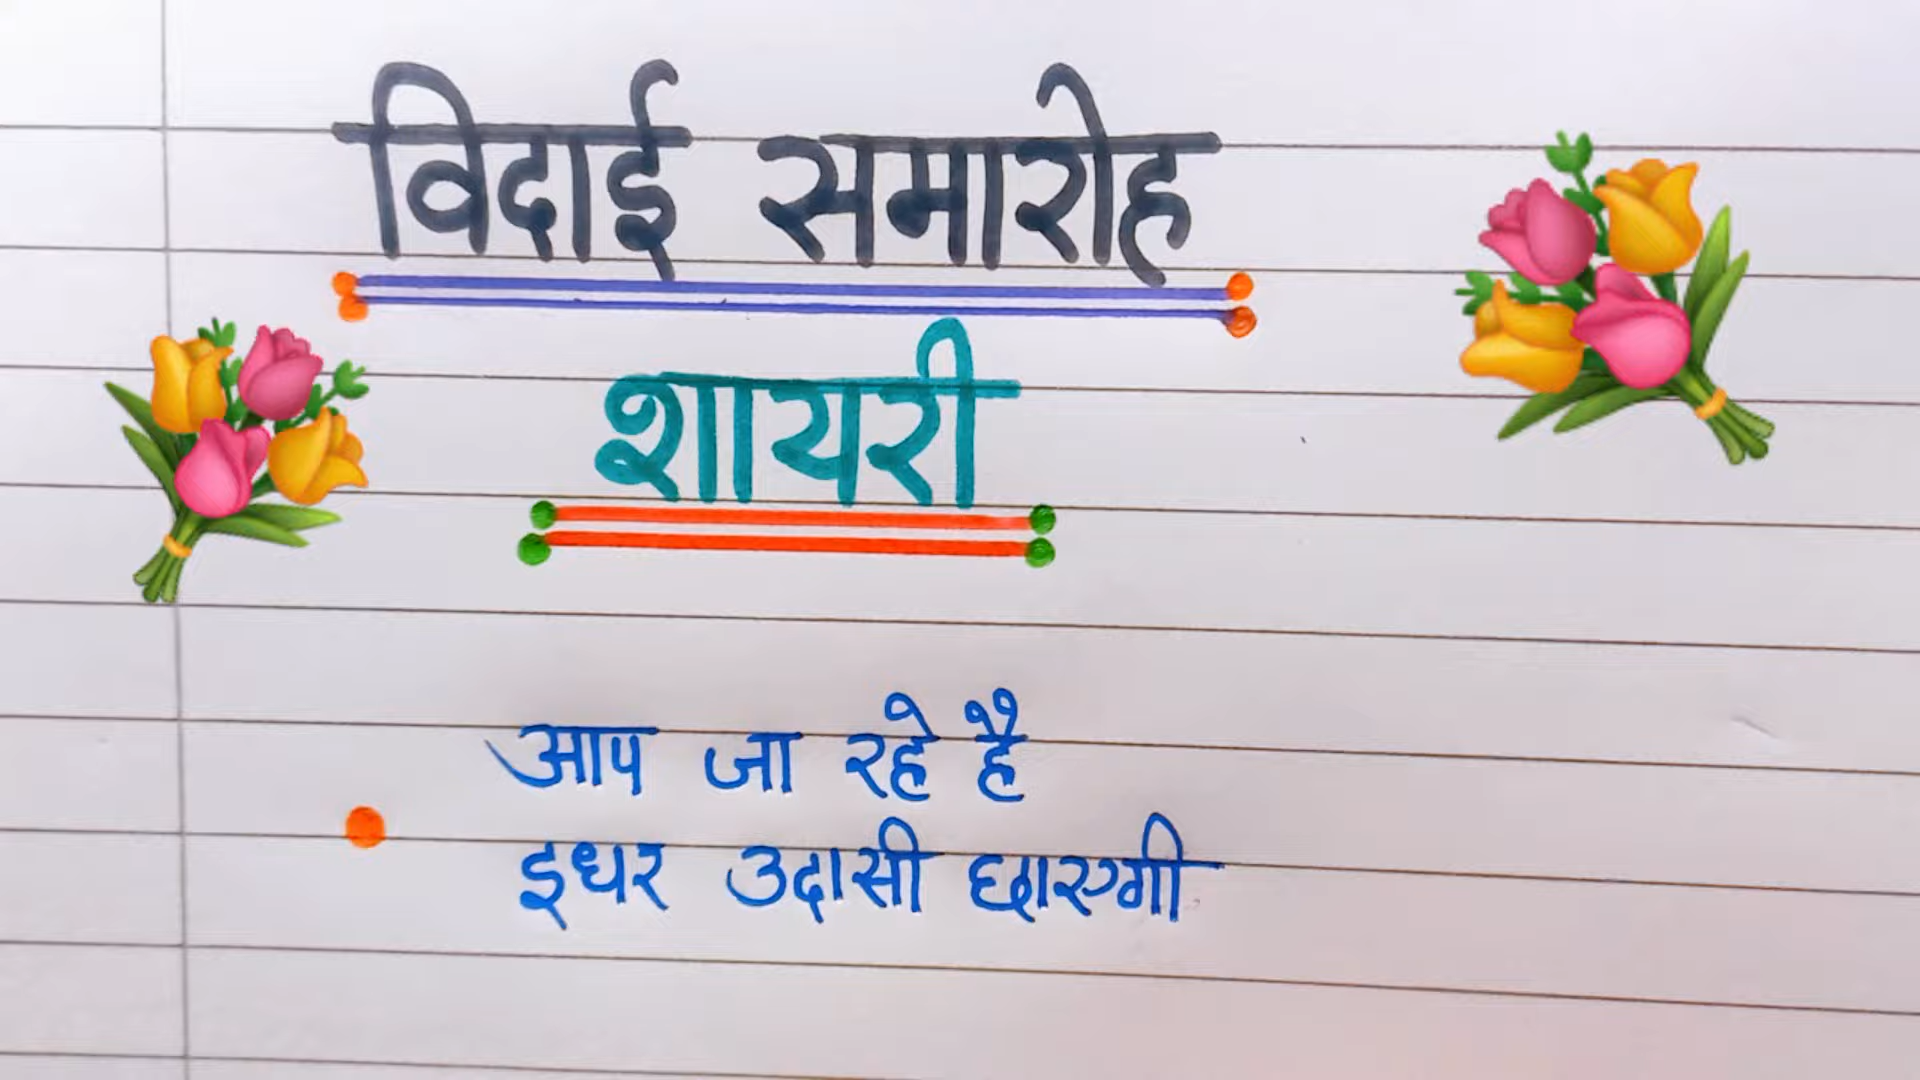 विदाई समारोह
शायरी
आप जा रहे है
इधर उदासी छाएगी